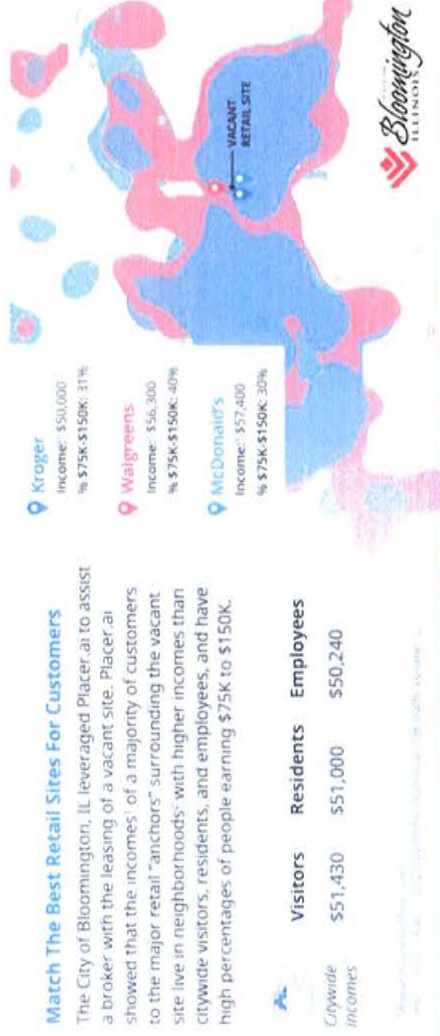 Match The Best Retail Sites For Customers
The City of Bloomington, IL leveraged Placer.ai to assist
a broker with the leasing of a vacant site. Placer.ai
showed that the incomes of a majority of customers
to the major retail "anchors" surrounding the vacant
site live in neighborhoods with higher incomes than
citywide visitors, residents, and employees, and have
high percentages of people earning $75K to $150K.
Visitors Residents Employees
Citywide
Incomes
$51,430 $51,000 $50,240
Kroger
Income: $50,000
% $75K-$150K: 31%
Walgreens
Income: $56,300
% $75K-$150K: 40%
McDonald's
Income: $57,400
% $75K-$150K: 30%
VACANT
RETAIL SITE
Bloomington
ILLINOIS